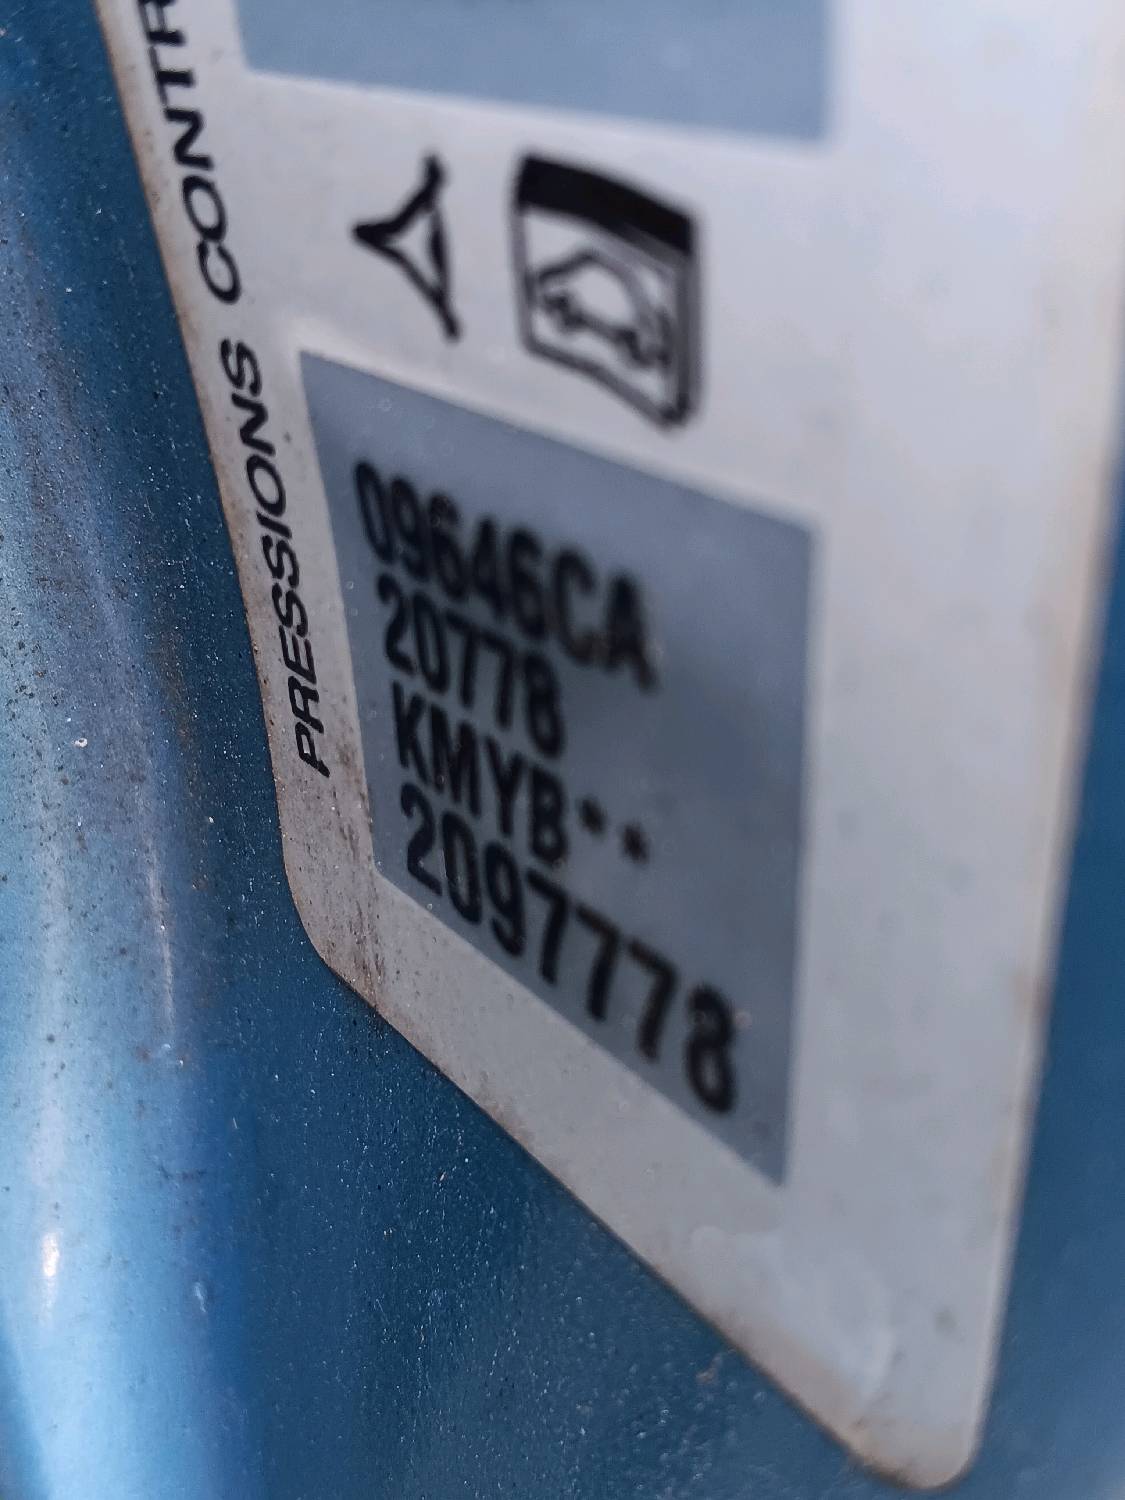 PRESSIONS CONTR
09646CA
20778
KMYB**
2097778